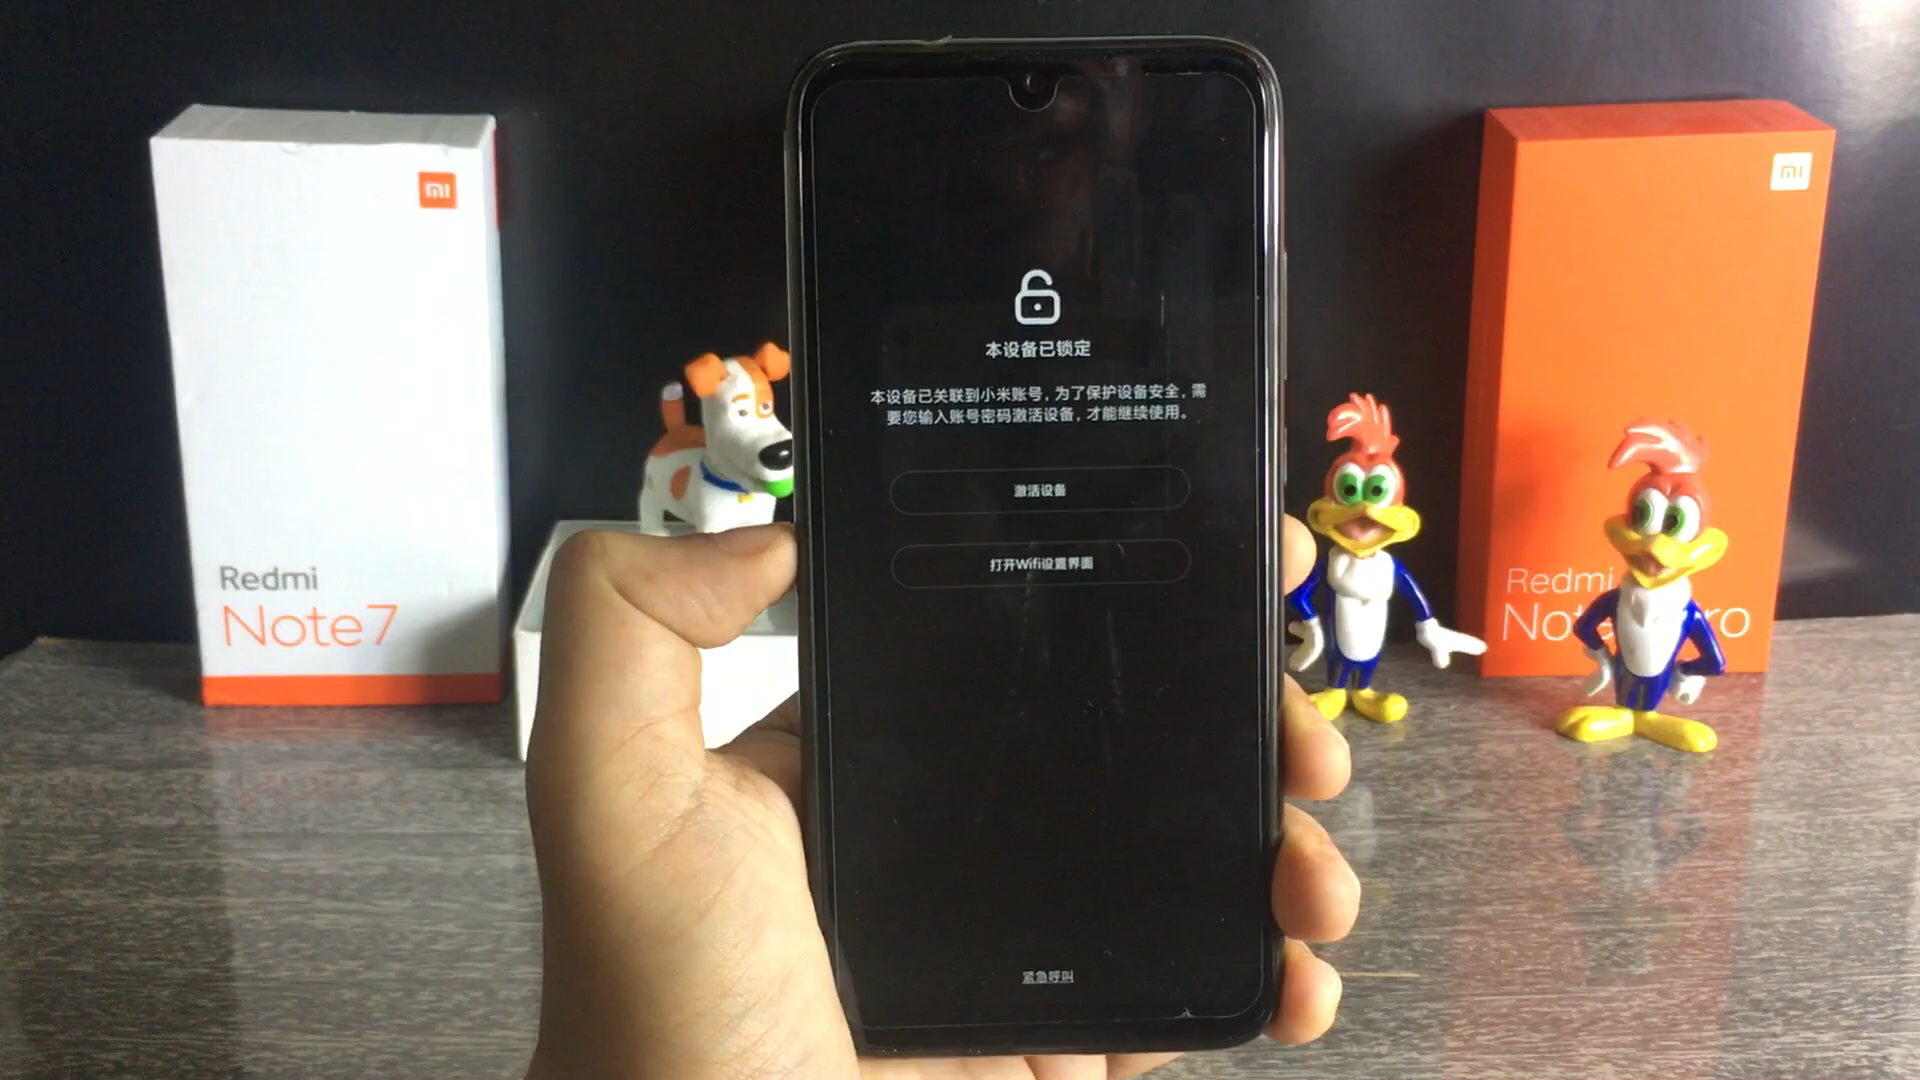 mi
Redmi
Note7
本设备已锁定
本设备已关联到小米账号，为了保护设备安全，需
要您输入账号密码激活设备，才能继续使用。
激活设备
打开Wifi设置界面
紧急呼叫
mi
Redmi